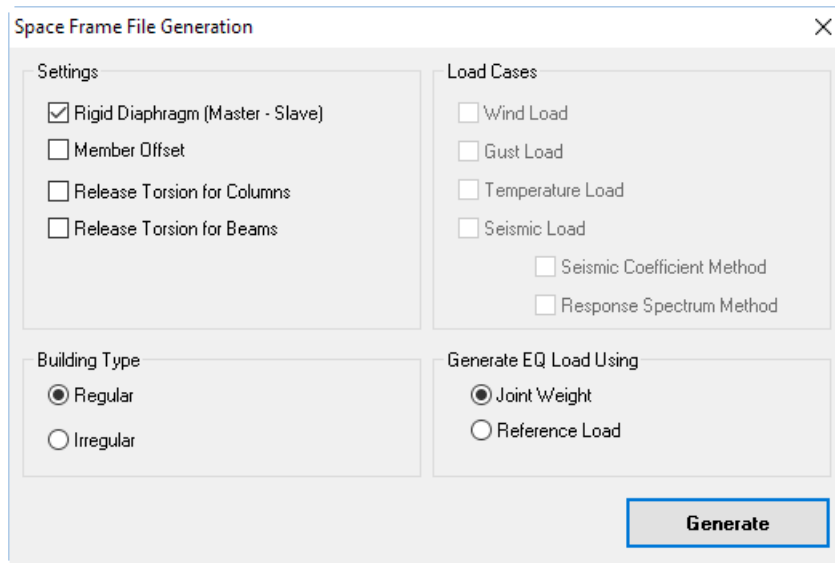 Space Frame File Generation
Settings
Rigid Diaphragm (Master - Slave)
Member Offset
Release Torsion for Columns
Release Torsion for Beams
Load Cases
Wind Load
Gust Load
Temperature Load
Seismic Load
Seismic Coefficient Method
Response Spectrum Method
Building Type
Regular
Irregular
Generate EQ Load Using
Joint Weight
Reference Load
Generate